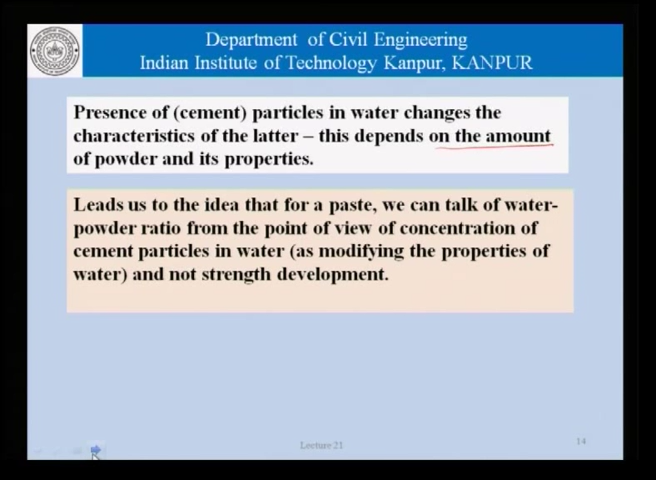 Department of Civil Engineering
Indian Institute of Technology Kanpur, KANPUR
Presence of (cement) particles in water changes the
characteristics of the latter – this depends on the amount
of powder and its properties.
Leads us to the idea that for a paste, we can talk of water-
powder ratio from the point of view of concentration of
cement particles in water (as modifying the properties of
water) and not strength development.
Lecture 21
14